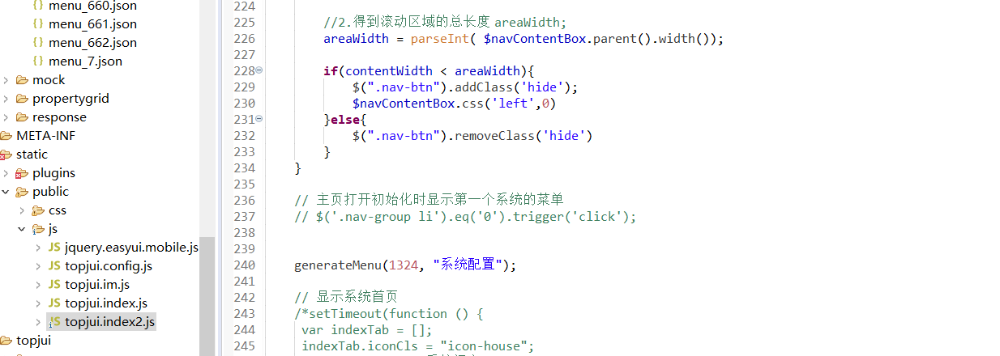 menu_660.json
menu_661.json
menu_662.json
menu_7.json
mock
propertygrid
response
META-INF
static
plugins
public
css
js
JS jquery.easyui.mobile.js
JS topjui.config.js
JS topjui.im.js
JS topjui.index.js
JS topjui.index2.js
topjui
224
225 //2.得到滚动区域的总长度 areaWidth;
226 areaWidth = parseInt( $navContentBox.parent().width());
227
228 if(contentWidth < areaWidth){
229 $(".nav-btn").addClass('hide');
230 $navContentBox.css('left',0)
231 }else{
232 $(".nav-btn").removeClass('hide')
233 }
234 }
235
236 // 主页打开初始化时显示第一个系统的菜单
237 // $('.nav-group li').eq('0').trigger('click');
238
239
240 generateMenu(1324, "系统配置");
241
242 // 显示系统首页
243 /*setTimeout(function () {
244 var indexTab = [];
245 indexTab.iconCls = "icon-house";